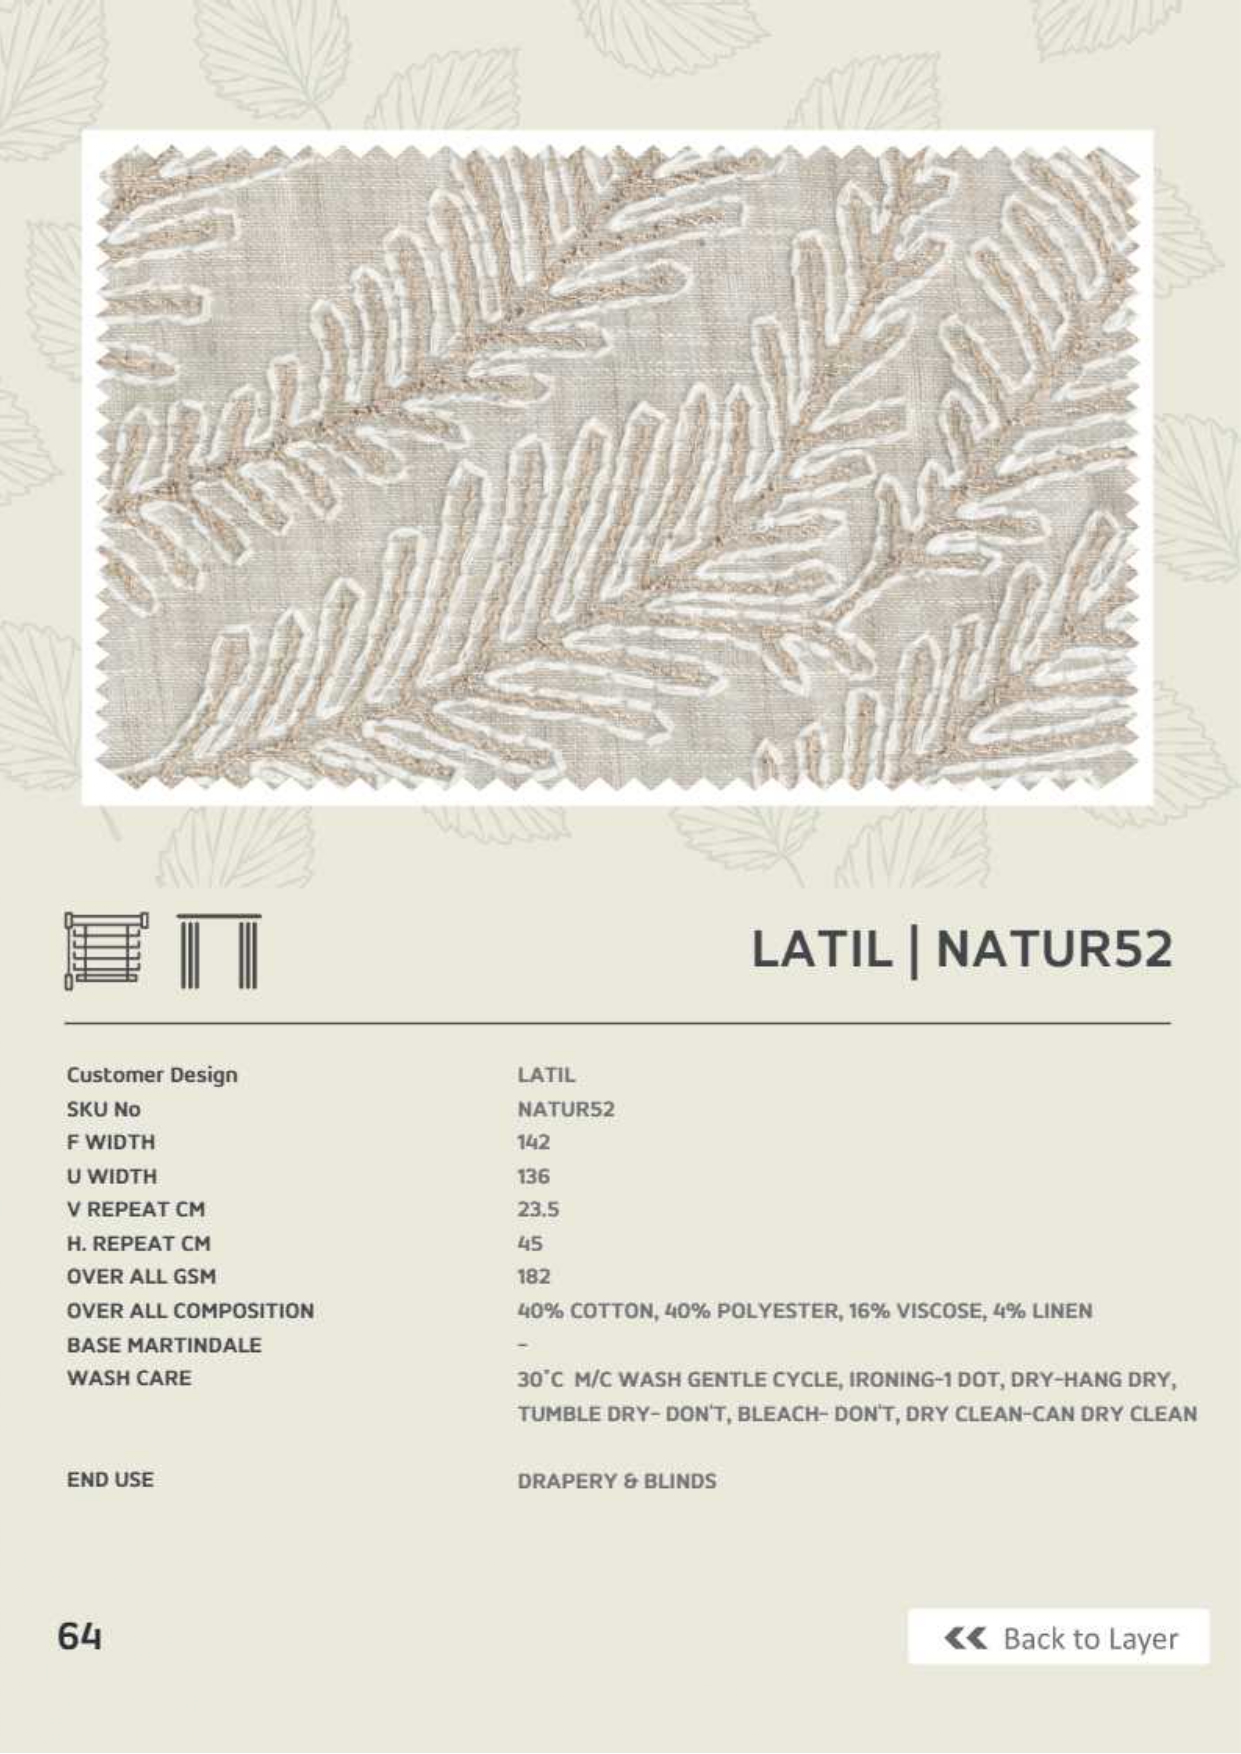 LATIL | NATUR52
Customer Design LATIL
SKU No NATUR52
F WIDTH 142
U WIDTH 136
V REPEAT CM 23.5
H. REPEAT CM 45
OVER ALL GSM 182
OVER ALL COMPOSITION 40% COTTON, 40% POLYESTER, 16% VISCOSE, 4% LINEN
BASE MARTINDALE -
WASH CARE 30°C M/C WASH GENTLE CYCLE, IRONING-1 DOT, DRY-HANG DRY,
TUMBLE DRY- DON'T, BLEACH- DON'T, DRY CLEAN-CAN DRY CLEAN
END USE DRAPERY & BLINDS
64
Back to Layer